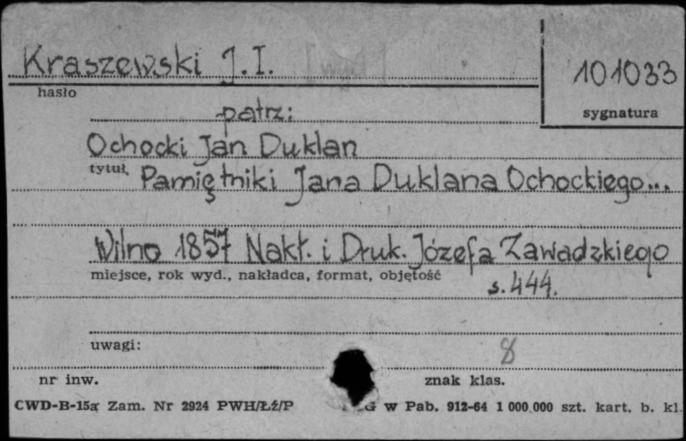 Kraszewski J.I.
101033
hasło
sygnatura
patrz:
Ochocki Jan Duklan
tytuł
Pamiętniki Jana Duklana Ochockiego...
Wilno 1857 Nakł. i Druk. Józefa Zawadzkiego
miejsce, rok wyd., nakładca, format, objętość
s. 444.
uwagi:
8
nr inw.
znak klas.
CWD-B-15a Zam. Nr 2924 PWH/Łź/P
G w Pab. 912-64 1 000 000 szt. kart. b. kl.